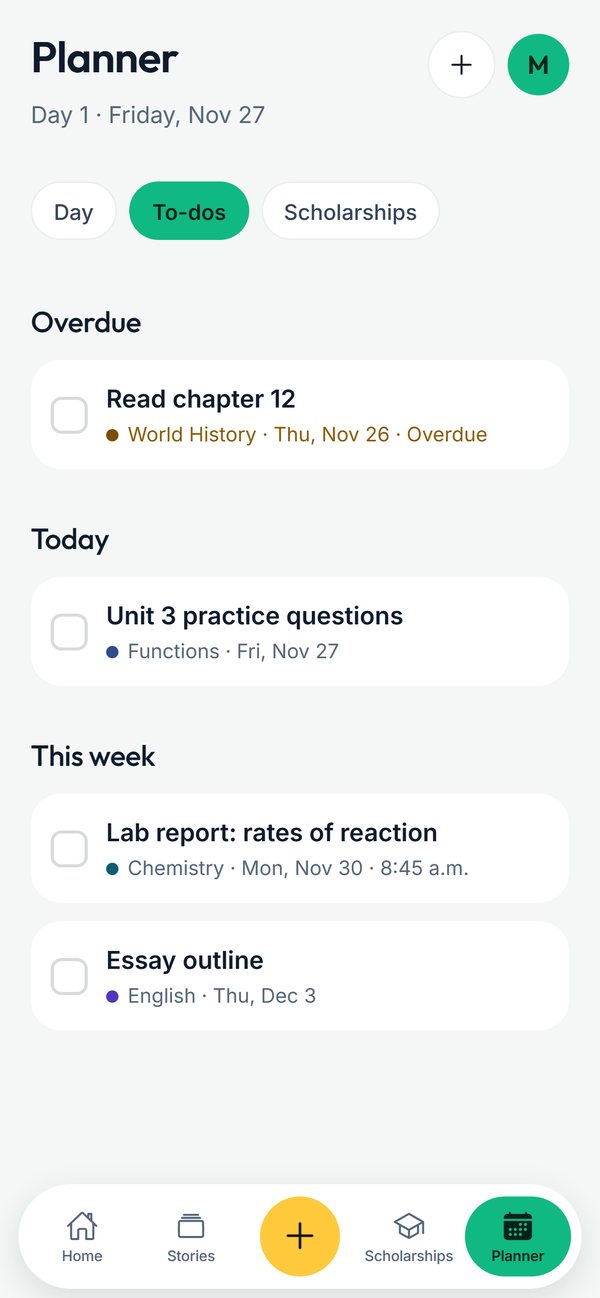 Planner
M
Day 1 · Friday, Nov 27
Day
To-dos
Scholarships
Overdue
Read chapter 12
World History · Thu, Nov 26 · Overdue
Today
Unit 3 practice questions
Functions · Fri, Nov 27
This week
Lab report: rates of reaction
Chemistry · Mon, Nov 30 · 8:45 a.m.
Essay outline
English · Thu, Dec 3
Home
Stories
Scholarships
Planner